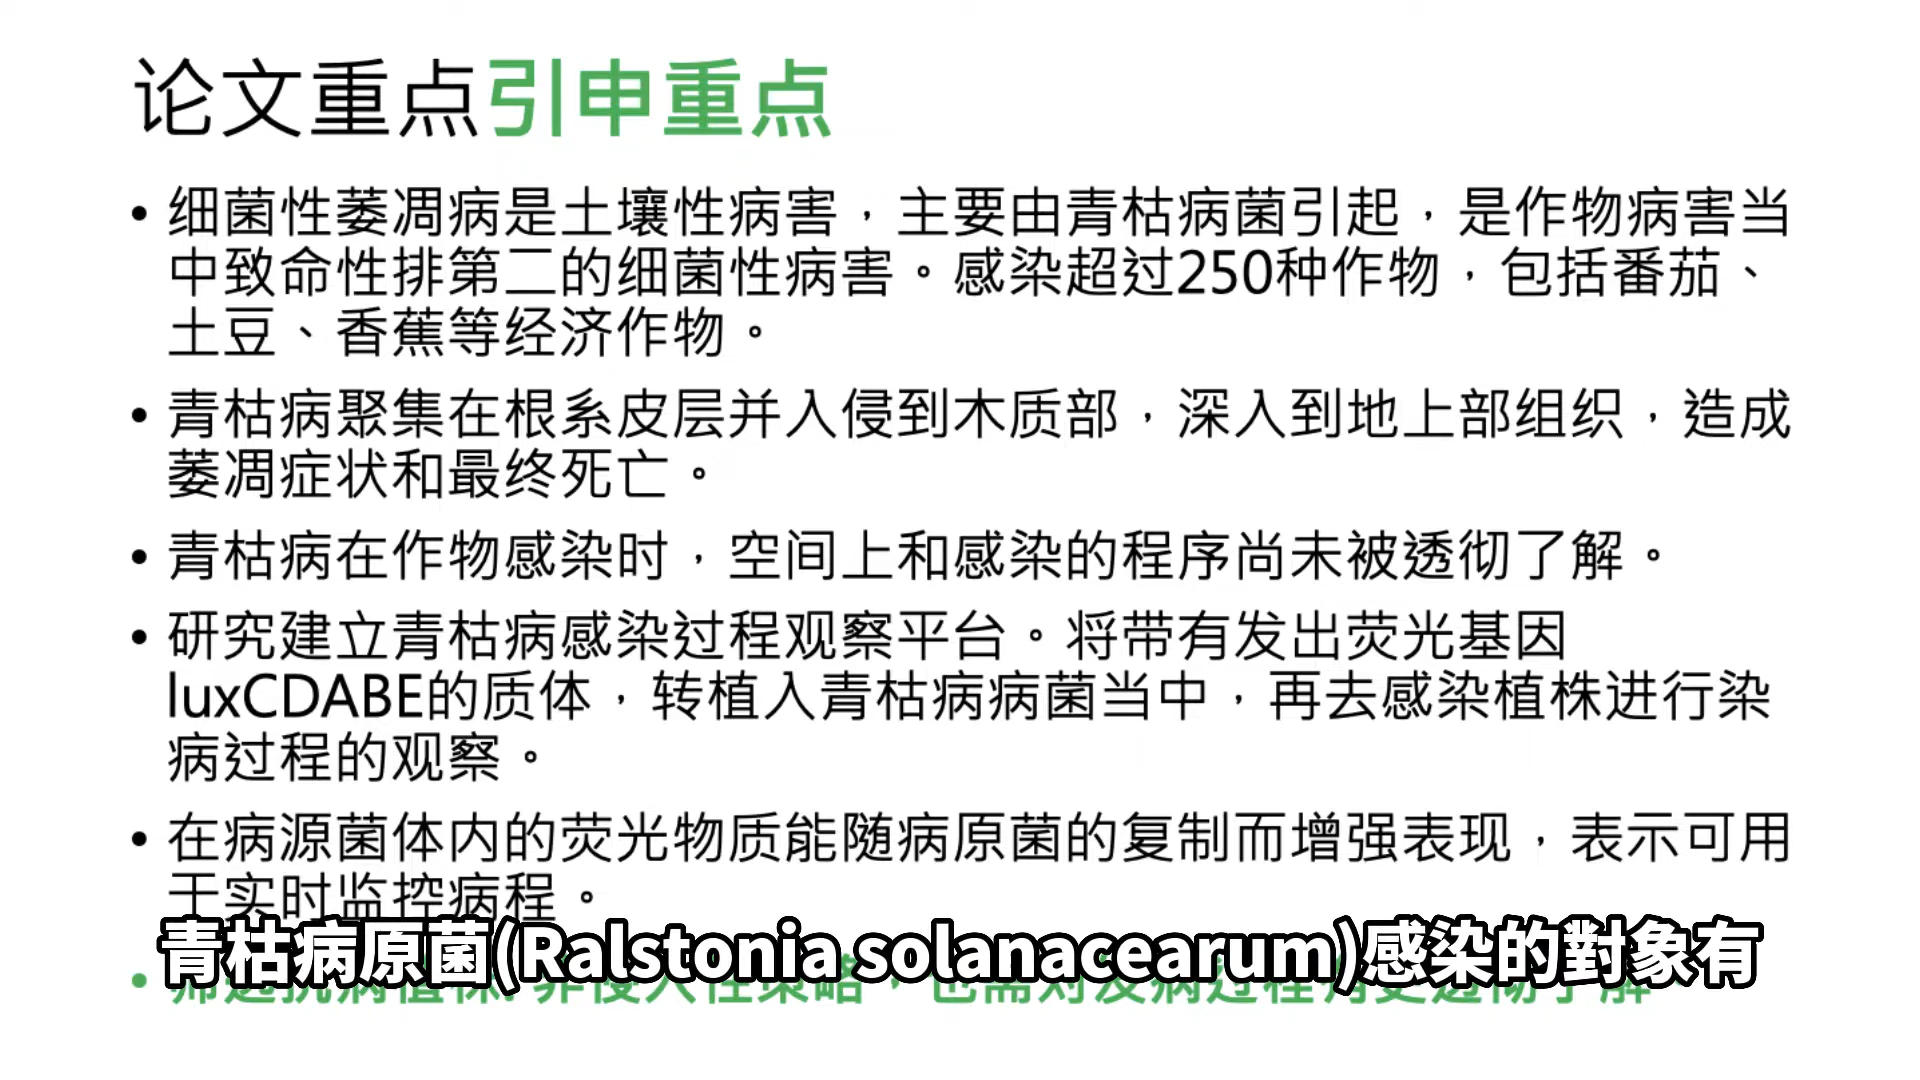 论文重点引申重点
• 细菌性萎凋病是土壤性病害，主要由青枯病菌引起，是作物病害当
中致命性排第二的细菌性病害。感染超过250种作物，包括番茄、
土豆、香蕉等经济作物。
• 青枯病聚集在根系皮层并入侵到木质部，深入到地上部组织，造成
萎凋症状和最终死亡。
• 青枯病在作物感染时，空间上和感染的程序尚未被透彻了解。
• 研究建立青枯病感染过程观察平台。将带有发出荧光基因
luxCDABE的质体，转植入青枯病病菌当中，再去感染植株进行染
病过程的观察。
• 在病源菌体内的荧光物质能随病原菌的复制而增强表现，表示可用
于实时监控病程。
青枯病原菌(Ralstonia solanacearum)感染的對象有